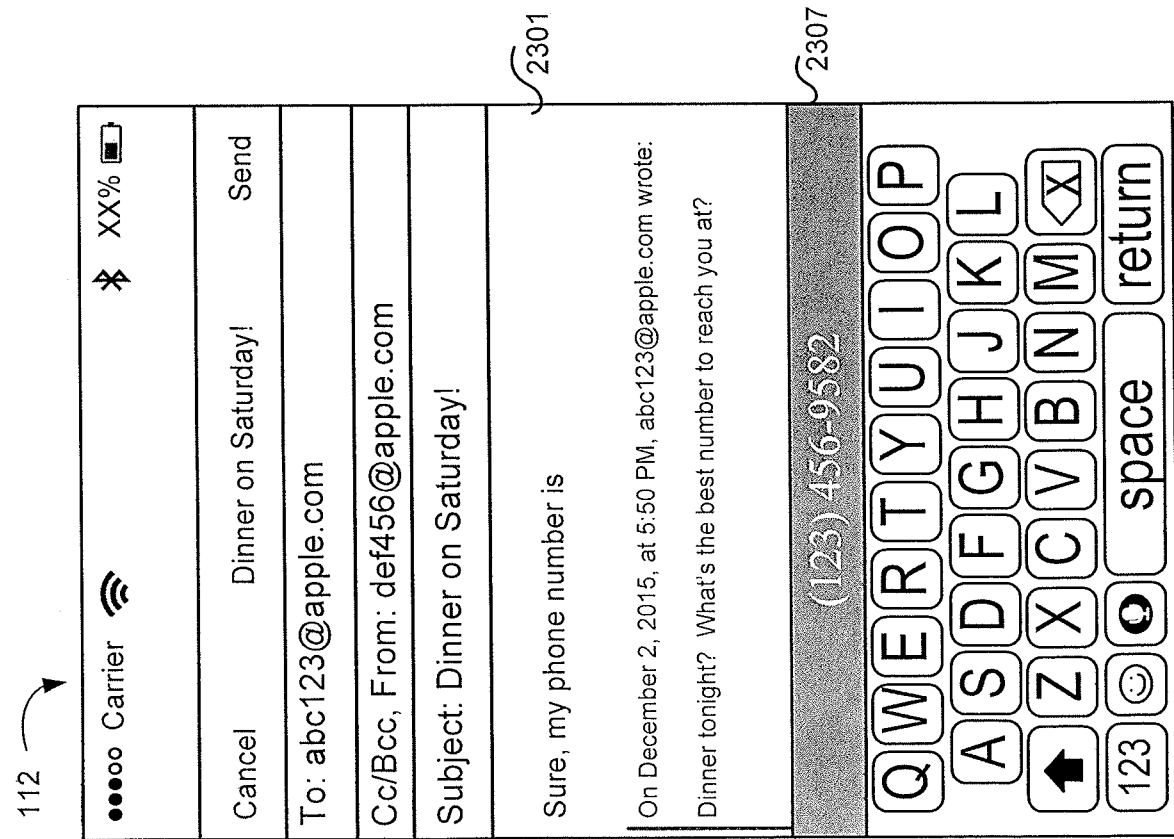 112
●●●●○ Carrier XX%
Cancel Dinner on Saturday! Send
To: abc123@apple.com
Cc/Bcc, From: def456@apple.com
Subject: Dinner on Saturday!
2301
Sure, my phone number is
On December 2, 2015, at 5:50 PM, abc123@apple.com wrote:
Dinner tonight? What's the best number to reach you at?
2307
(123) 456-9582
Q W E R T Y U I O P
A S D F G H J K L
Z X C V B N M X
123 space return